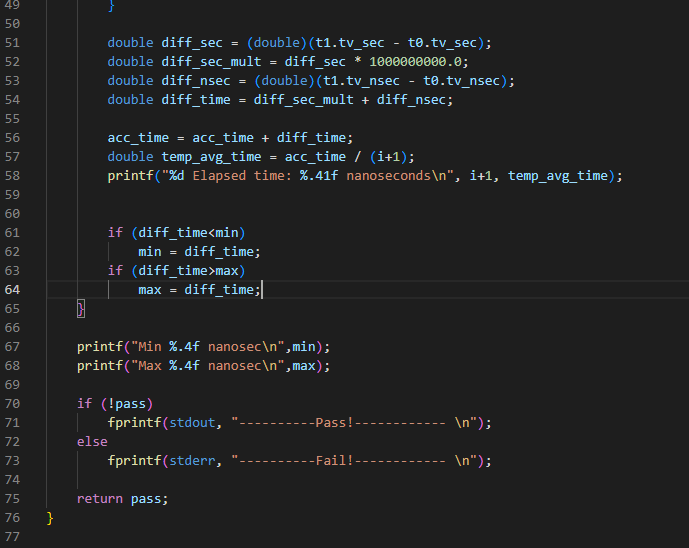 49 }
50
51 double diff_sec = (double)(t1.tv_sec - t0.tv_sec);
52 double diff_sec_mult = diff_sec * 1000000000.0;
53 double diff_nsec = (double)(t1.tv_nsec - t0.tv_nsec);
54 double diff_time = diff_sec_mult + diff_nsec;
55
56 acc_time = acc_time + diff_time;
57 double temp_avg_time = acc_time / (i+1);
58 printf("%d Elapsed time: %.41f nanoseconds\n", i+1, temp_avg_time);
59
60
61 if (diff_time<min)
62 min = diff_time;
63 if (diff_time>max)
64 max = diff_time;
65 }
66
67 printf("Min %.4f nanosec\n",min);
68 printf("Max %.4f nanosec\n",max);
69
70 if (!pass)
71 fprintf(stdout, "----------Pass!------------ \n");
72 else
73 fprintf(stderr, "----------Fail!------------ \n");
74
75 return pass;
76 }
77